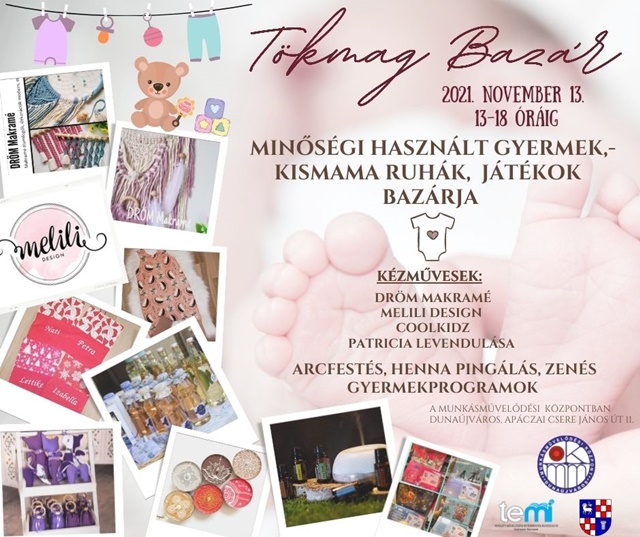 Tökmag Bazár
2021. NOVEMBER 13.
13-18 ÓRÁIG
MINŐSÉGI HASZNÁLT GYERMEK,-
KISMAMA RUHÁK, JÁTÉKOK
BAZÁRJA
KÉZMŰVESEK:
DRÖM MAKRAMÉ
MELILI DESIGN
COOLKIDZ
PATRICIA LEVENDULÁSA
ARCFESTÉS, HENNA PINGÁLÁS, ZENÉS
GYERMEKPROGRAMOK
A MUNKÁSMŰVELŐDÉSI KÖZPONTBAN
DUNAÚJVÁROS, APÁCZAI CSERE JÁNOS ÚT 11.
DRÖM Makramé
DRÖM Makramé
melili
DESIGN
Nati Petra
Lettike Izabella
temi